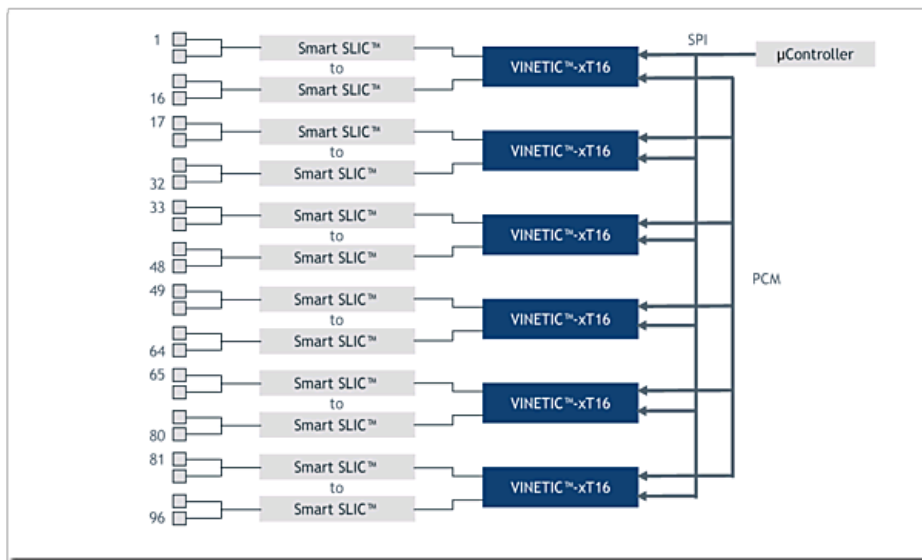 1 Smart SLIC™ SPI
to VINETIC™-xT16 µController
16 Smart SLIC™
17 Smart SLIC™
to VINETIC™-xT16
32 Smart SLIC™
33 Smart SLIC™
to VINETIC™-xT16
48 Smart SLIC™
PCM
49 Smart SLIC™
to VINETIC™-xT16
64 Smart SLIC™
65 Smart SLIC™
to VINETIC™-xT16
80 Smart SLIC™
81 Smart SLIC™
to VINETIC™-xT16
96 Smart SLIC™